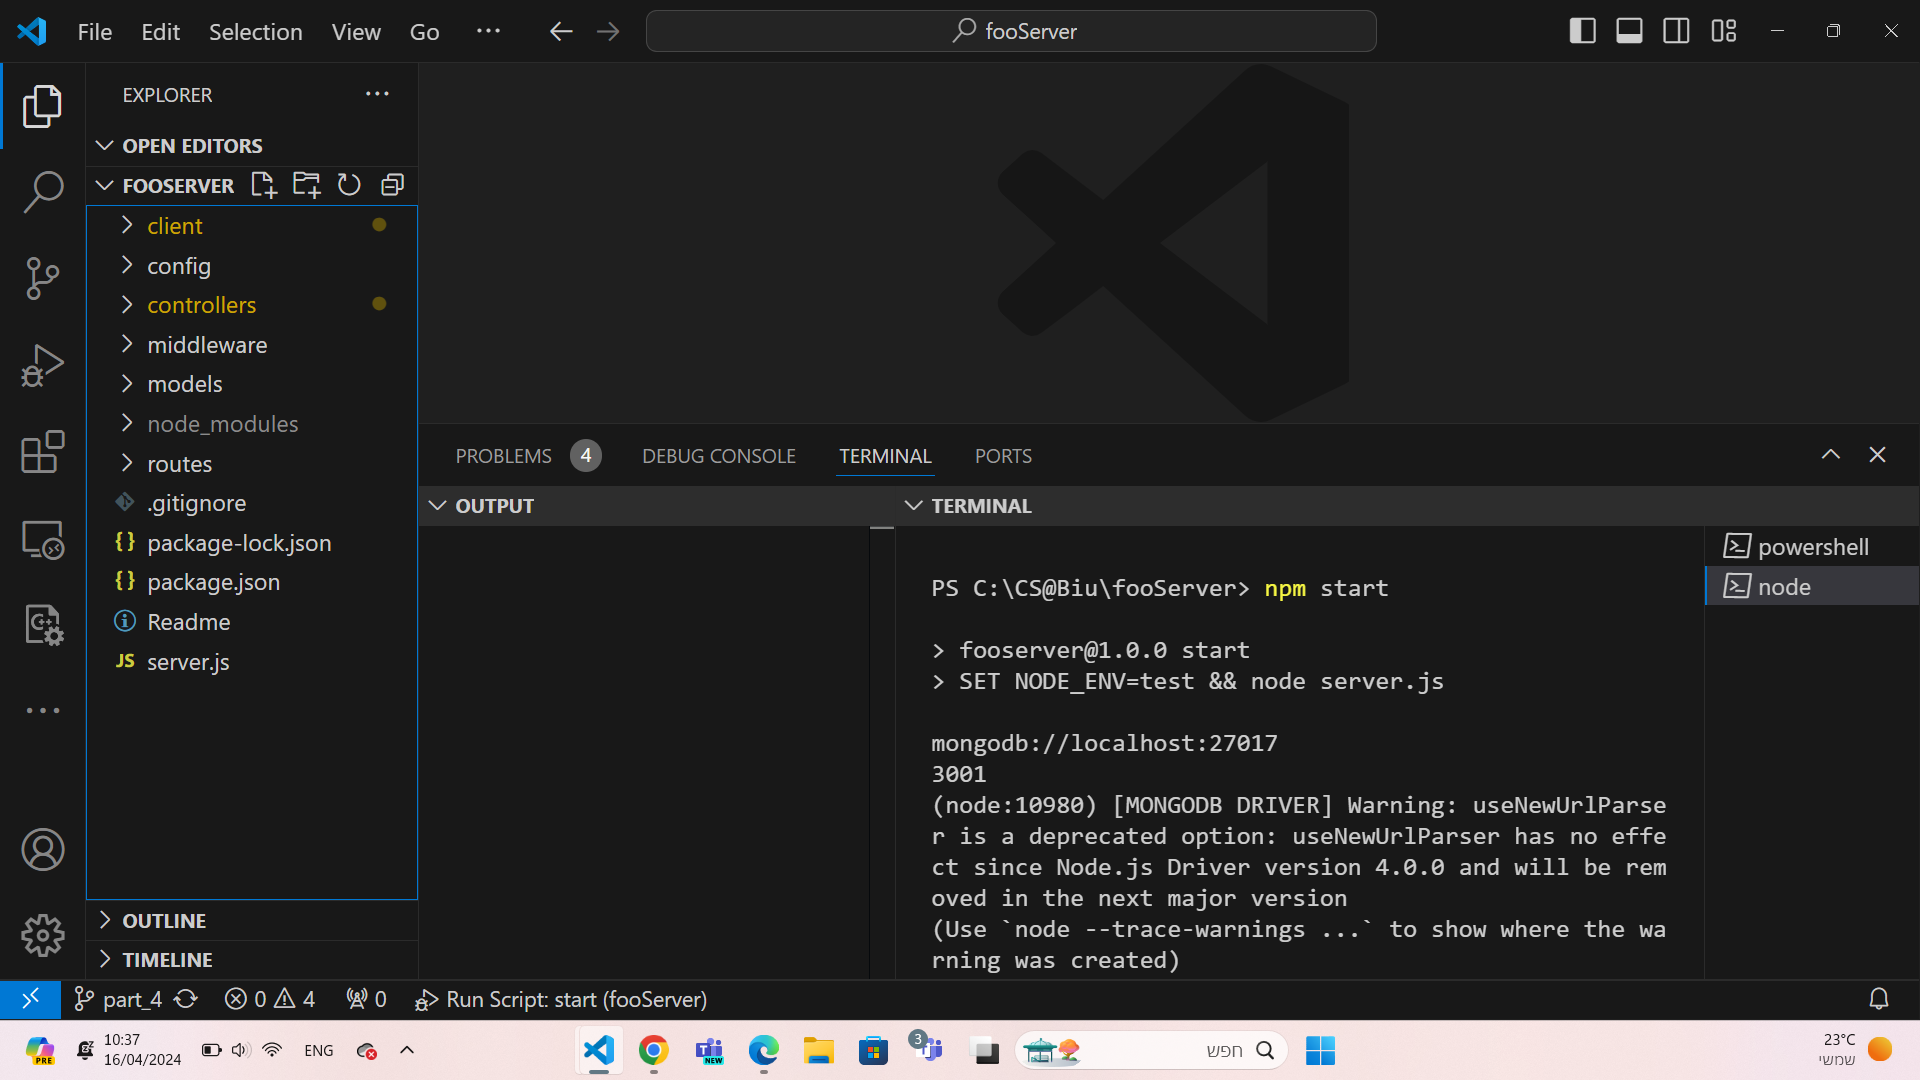 File Edit Selection View Go ···
fooServer
EXPLORER
OPEN EDITORS
FOOSERVER
client
config
controllers
middleware
models
node_modules
routes
.gitignore
{} package-lock.json
{} package.json
Readme
JS server.js
OUTLINE
TIMELINE
PROBLEMS 4 DEBUG CONSOLE TERMINAL PORTS
OUTPUT
TERMINAL
PS C:\CS@Biu\fooServer> npm start
> fooserver@1.0.0 start
> SET NODE_ENV=test && node server.js
mongodb://localhost:27017
3001
(node:10980) [MONGODB DRIVER] Warning: useNewUrlParse
r is a deprecated option: useNewUrlParser has no effe
ct since Node.js Driver version 4.0.0 and will be rem
oved in the next major version
(Use `node --trace-warnings ...` to show where the wa
rning was created)
powershell
node
part_4 0 4 0 Run Script: start (fooServer)
PRE
10:37
16/04/2024
ENG
NEW
3
חפש
23°C
שמשי